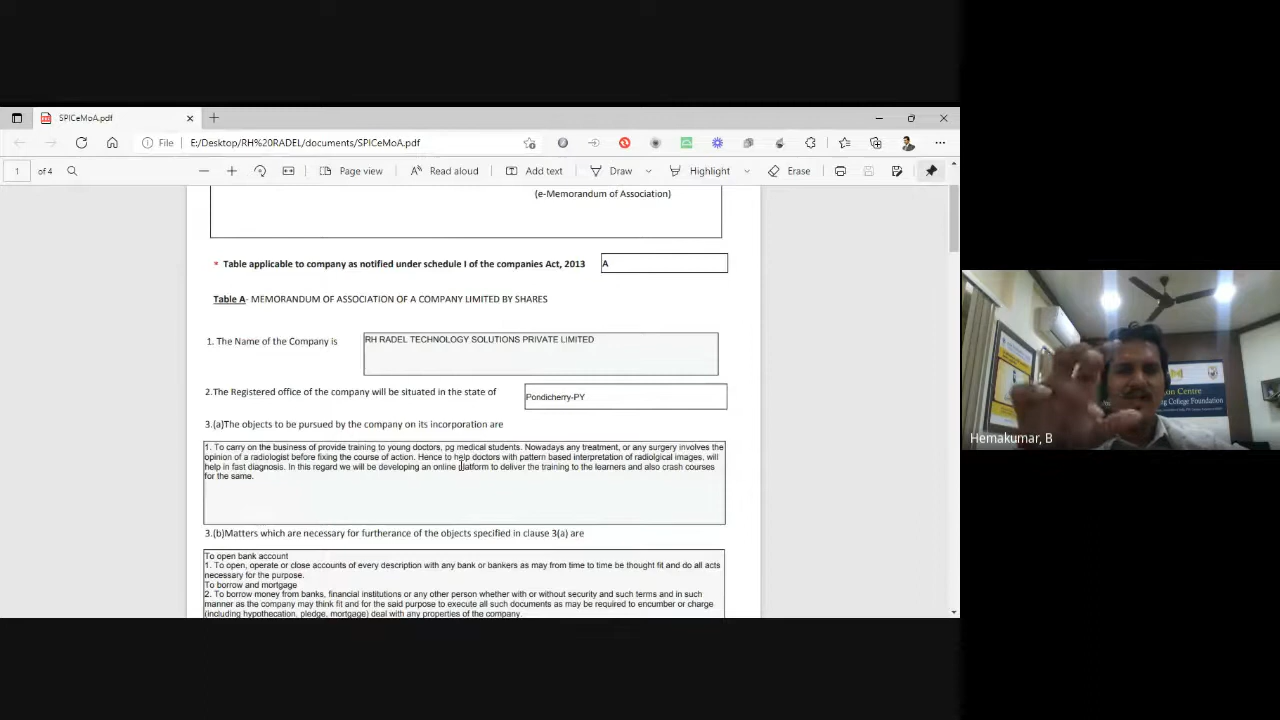 SPICeMoA.pdf
File
E:/Desktop/RH%20RADEL/documents/SPICeMoA.pdf
1 of 4
Page view
Read aloud
Add text
Draw
Highlight
Erase
(e-Memorandum of Association)
* Table applicable to company as notified under schedule I of the companies Act, 2013
A
Table A- MEMORANDUM OF ASSOCIATION OF A COMPANY LIMITED BY SHARES
1. The Name of the Company is
RH RADEL TECHNOLOGY SOLUTIONS PRIVATE LIMITED
2.The Registered office of the company will be situated in the state of
Pondicherry-PY
3.(a)The objects to be pursued by the company on its incorporation are
1. To carry on the business of provide training to young doctors, pg medical students. Nowadays any treatment, or any surgery involves the
opinion of a radiologist before fixing the course of action. Hence to help doctors with pattern based interpretation of radiolgical images, will
help in fast diagnosis. In this regard we will be developing an online platform to deliver the training to the learners and also crash courses
for the same.
3.(b)Matters which are necessary for furtherance of the objects specified in clause 3(a) are
To open bank account
1. To open, operate or close accounts of every description with any bank or bankers as may from time to time be thought fit and do all acts
necessary for the purpose.
To borrow and mortgage
2. To borrow money from banks, financial institutions or any other person whether with or without security and such terms and in such
manner as the company may think fit and for the said purpose to execute all such documents as may be required to encumber or charge
(including hypothecation, pledge, mortgage) deal with any properties of the company.
Hemakumar, B
on Centre
ng College Foundation